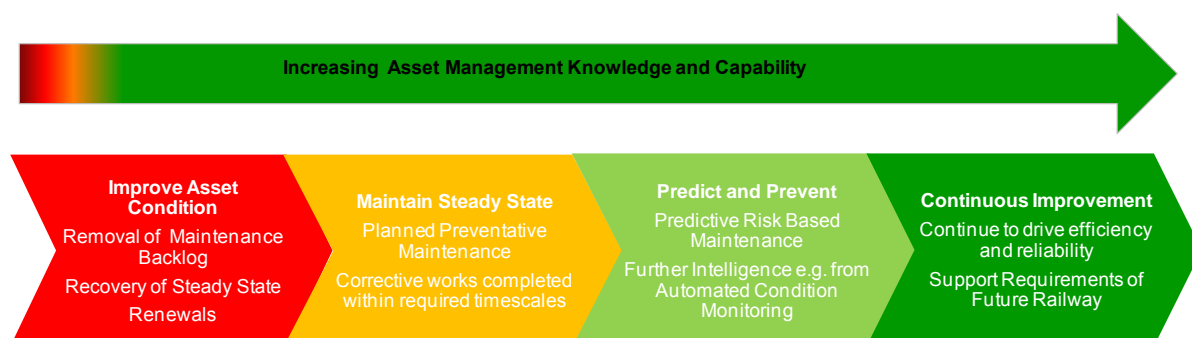 Increasing Asset Management Knowledge and Capability
Improve Asset
Condition
Removal of Maintenance
Backlog
Recovery of Steady State
Renewals
Maintain Steady State
Planned Preventative
Maintenance
Corrective works completed
within required timescales
Predict and Prevent
Predictive Risk Based
Maintenance
Further Intelligence e.g. from
Automated Condition
Monitoring
Continuous Improvement
Continue to drive efficiency
and reliability
Support Requirements of
Future Railway